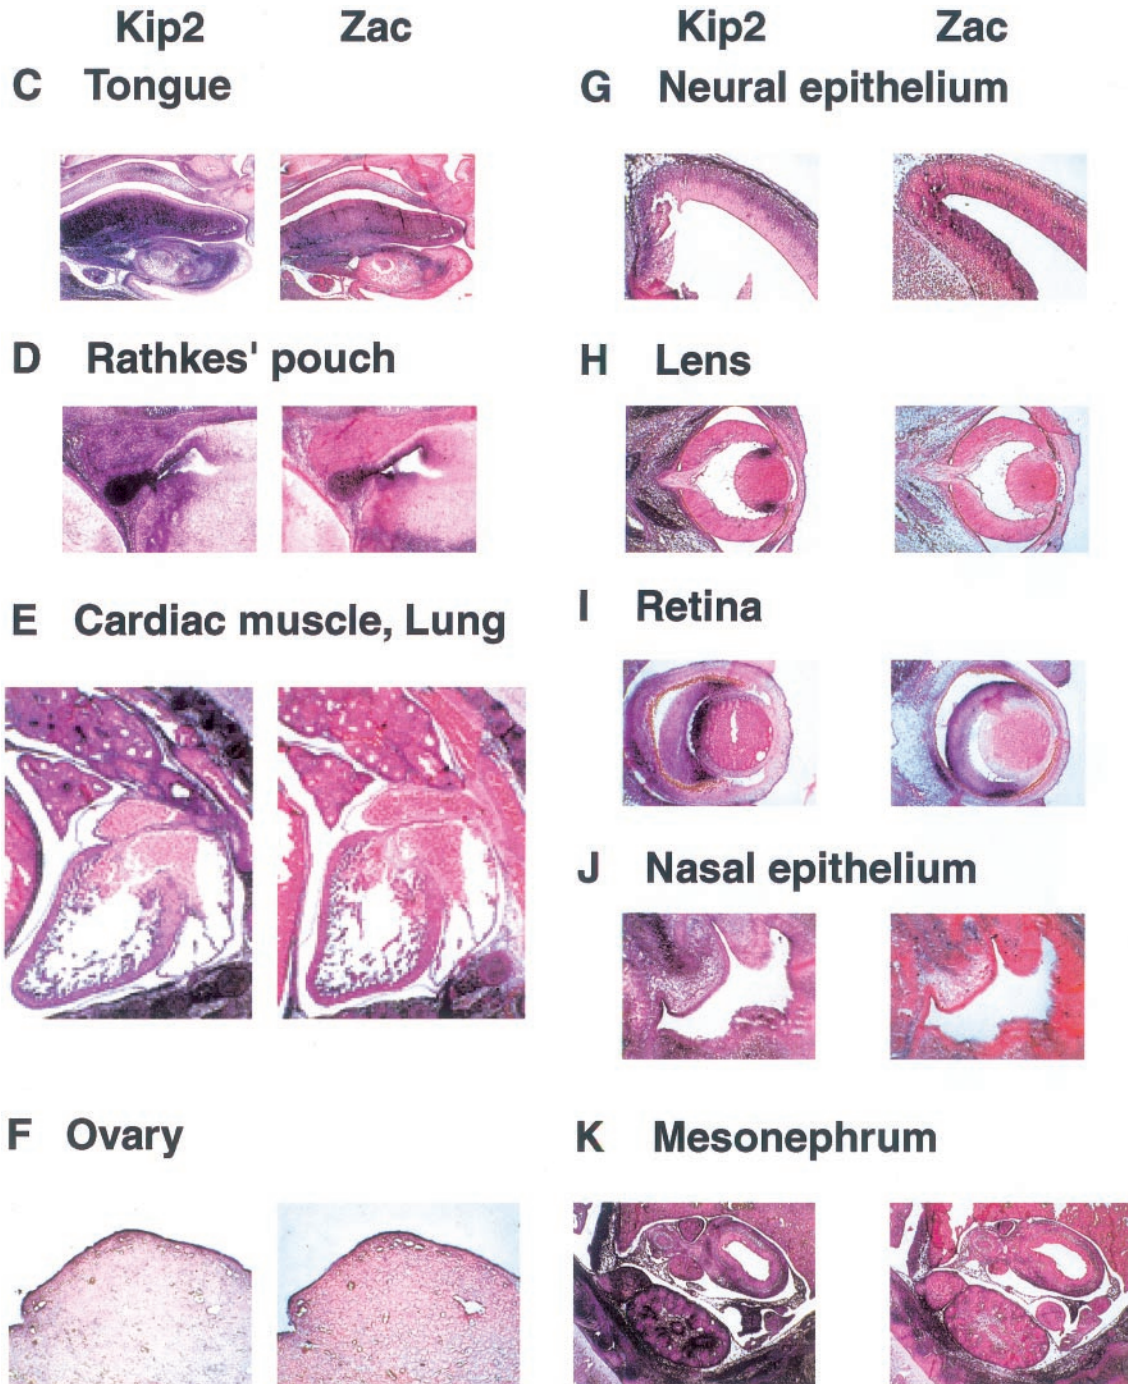 Kip2 Zac
C Tongue
D Rathkes' pouch
E Cardiac muscle, Lung
F Ovary
Kip2 Zac
G Neural epithelium
H Lens
I Retina
J Nasal epithelium
K Mesonephrum